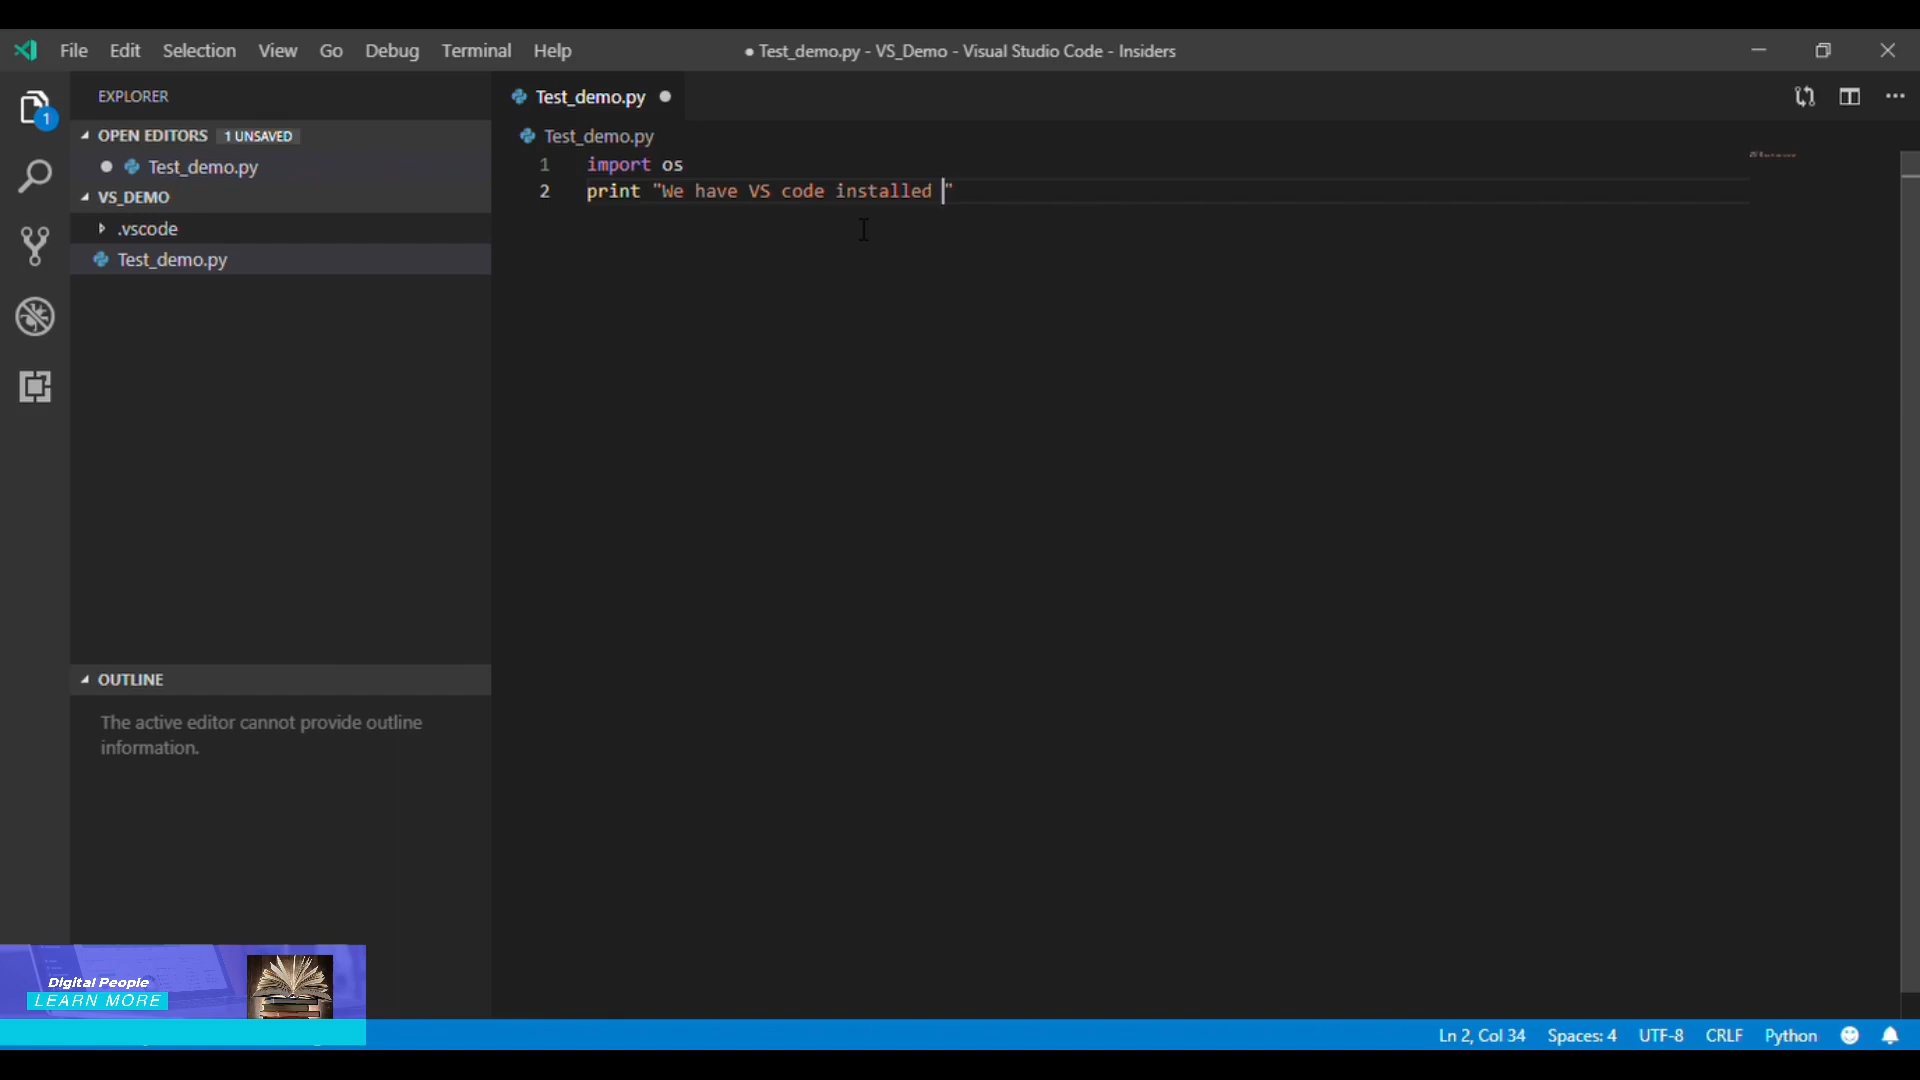 File Edit Selection View Go Debug Terminal Help
● Test_demo.py - VS_Demo - Visual Studio Code - Insiders
1
EXPLORER
OPEN EDITORS 1 UNSAVED
● Test_demo.py
VS_DEMO
.vscode
Test_demo.py
OUTLINE
The active editor cannot provide outline
information.
Test_demo.py ●
Test_demo.py
1 import os
2 print "We have VS code installed "
Digital People
LEARN MORE
Ln 2, Col 34 Spaces: 4 UTF-8 CRLF Python